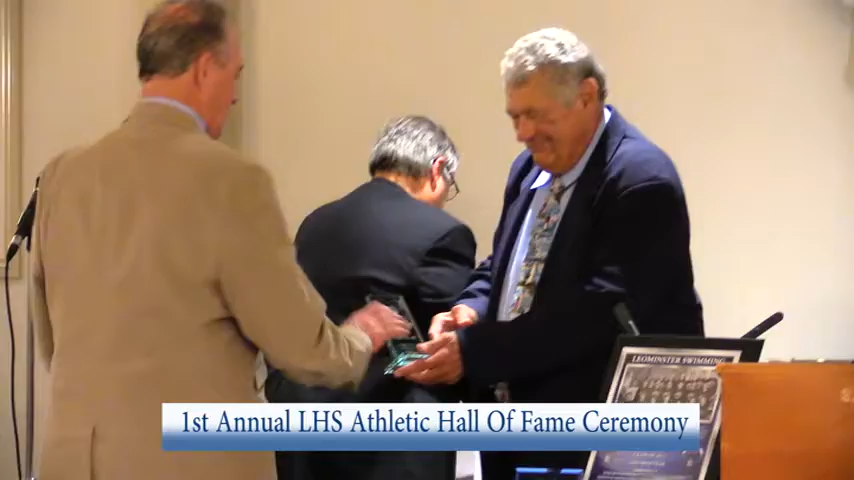 LEOMINSTER SWIMMING
1st Annual LHS Athletic Hall Of Fame Ceremony